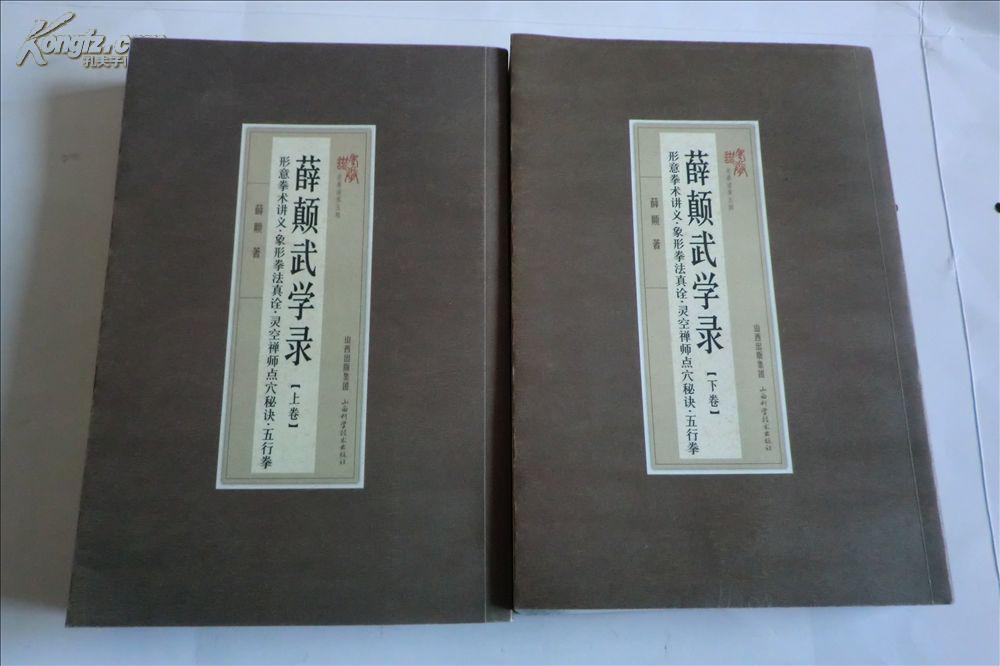 Kongfz.c
孔夫子
薛颠武学录
【上卷】
形意拳术讲义·象形拳法真诠·灵空禅师点穴秘诀·五行拳
薛颠 著
山西出版集团
山西科学技术出版社
薛颠武学录
【下卷】
形意拳术讲义·象形拳法真诠·灵空禅师点穴秘诀·五行拳
薛颠 著
山西出版集团
山西科学技术出版社